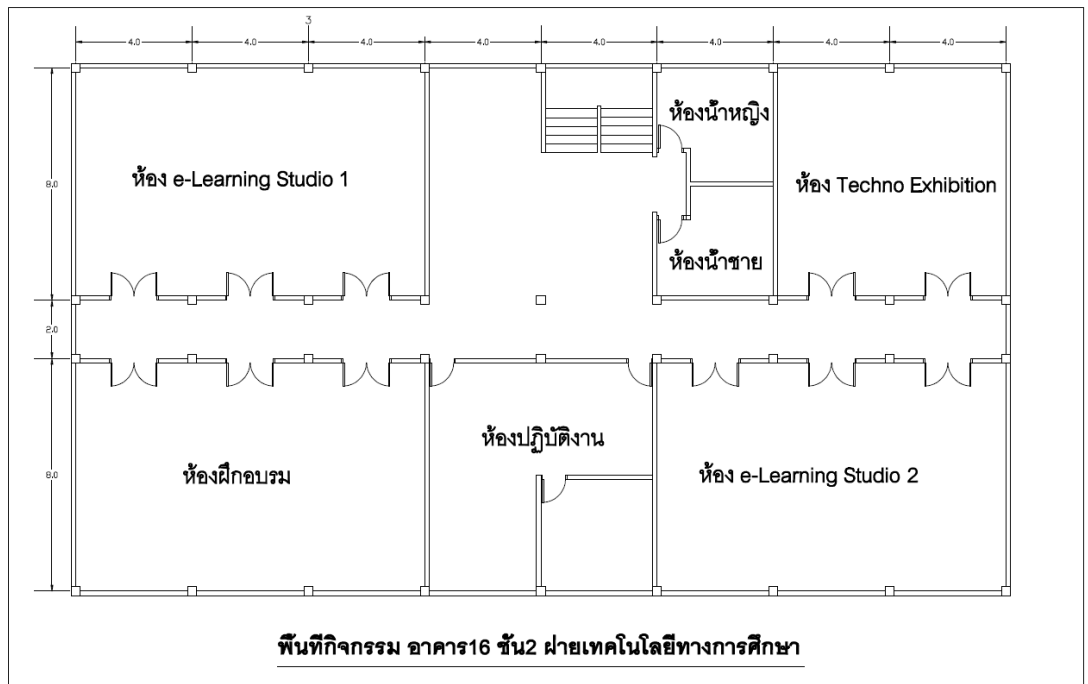 3
4.0 4.0 4.0 4.0 4.0 4.0 4.0 4.0
ห้องน้ำหญิง
ห้อง e-Learning Studio 1
8.0
ห้อง Techno Exhibition
ห้องน้ำชาย
2.0
ห้องปฏิบัติงาน
ห้องฝึกอบรม
8.0
ห้อง e-Learning Studio 2
พื้นที่กิจกรรม อาคาร16 ชั้น2 ฝ่ายเทคโนโลยีทางการศึกษา